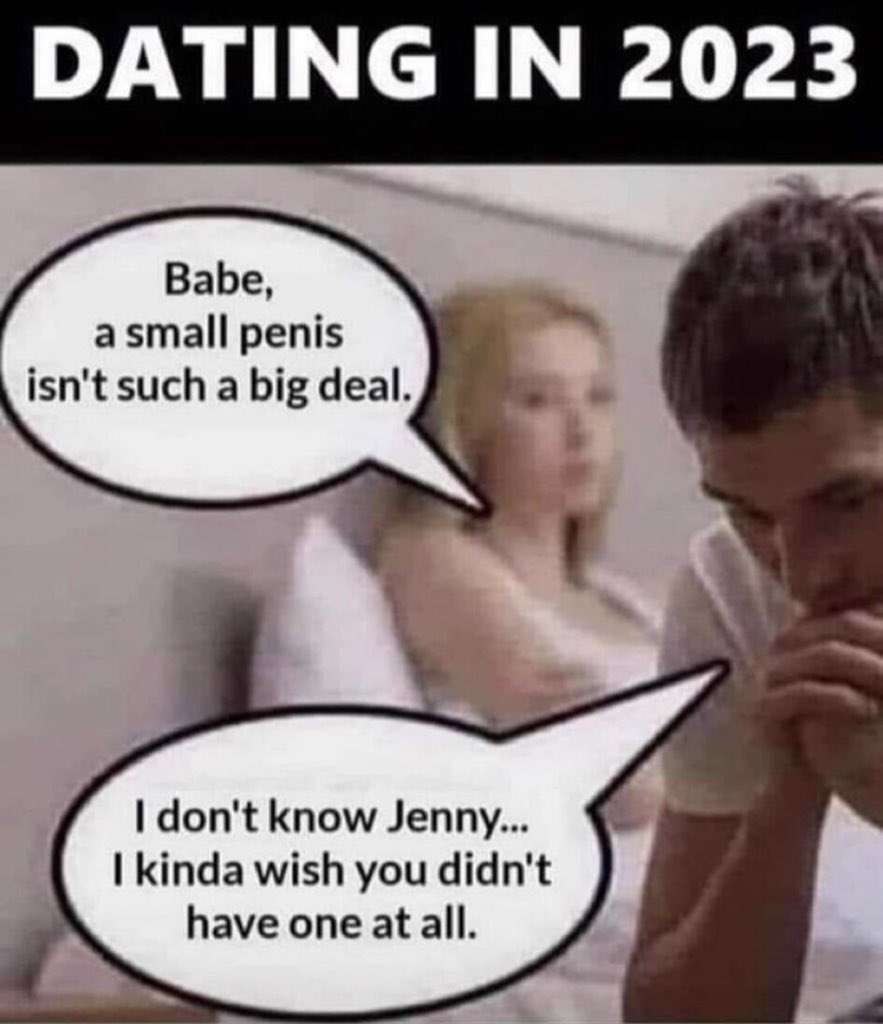 DATING IN 2023
Babe,
a small penis
isn't such a big deal.
I don't know Jenny...
I kinda wish you didn't
have one at all.